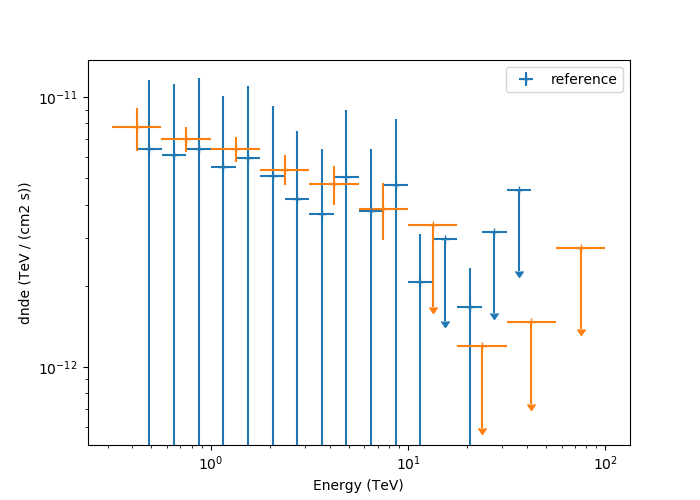 reference
10⁻¹¹
10⁻¹²
dnde (TeV / (cm2 s))
10⁰
10¹
10²
Energy (TeV)